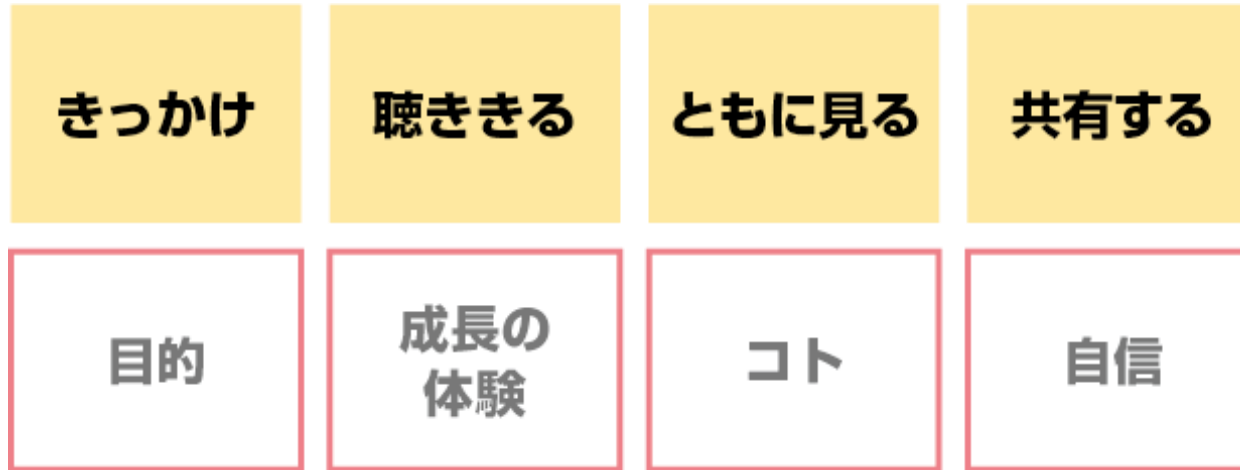 きっかけ
聴ききる
ともに見る
共有する
目的
成長の
体験
コト
自信